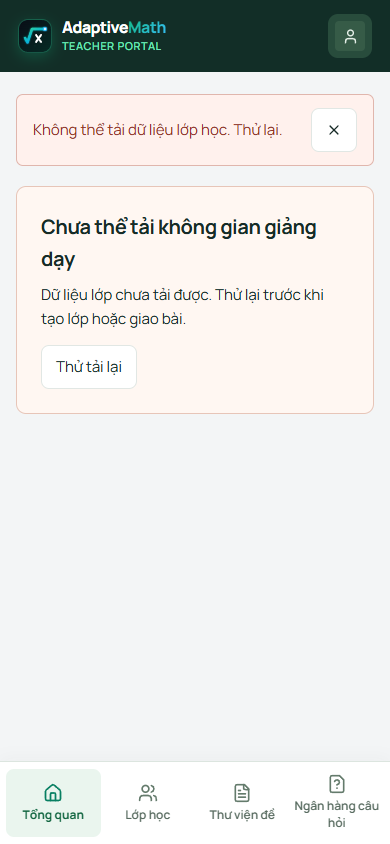 AdaptiveMath
TEACHER PORTAL
Không thể tải dữ liệu lớp học. Thử lại.
Chưa thể tải không gian giảng
dạy
Dữ liệu lớp chưa tải được. Thử lại trước khi
tạo lớp hoặc giao bài.
Thử tải lại
Tổng quan
Lớp học
Thư viện đề
Ngân hàng câu
hỏi